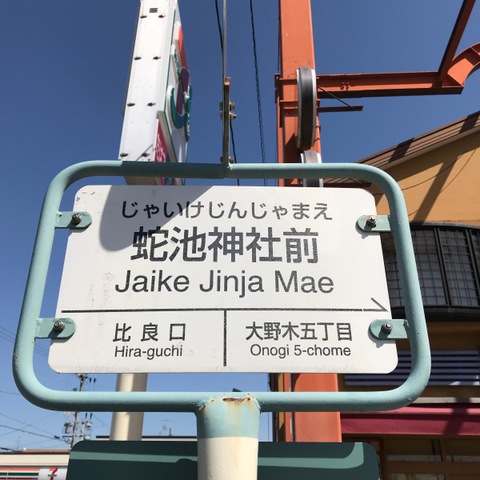 じゃいけじんじゃまえ
蛇池神社前
Jaike Jinja Mae
比良口
Hira-guchi
大野木五丁目
Onogi 5-chome